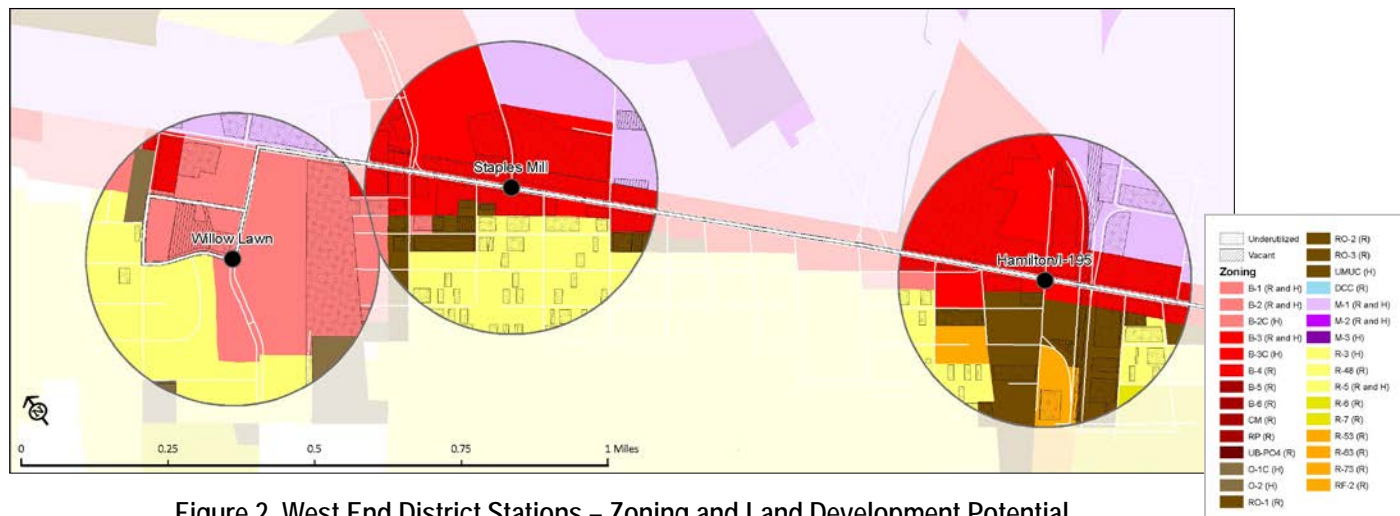 Staples Mill
Willow Lawn
Hamilton/I-195
0 0.25 0.5 0.75 1 Miles
Underutilized
Vacant
Zoning
B-1 (R and H)
B-2 (R and H)
B-2C (H)
B-3 (R and H)
B-3C (H)
B-4 (R)
B-5 (R)
B-6 (R)
CM (R)
RP (R)
UB-PO4 (R)
O-1C (H)
O-2 (H)
RO-1 (R)
RO-2 (R)
RO-3 (R)
UMUC (H)
DCC (R)
M-1 (R and H)
M-2 (R and H)
M-3 (H)
R-3 (H)
R-48 (R)
R-5 (R and H)
R-6 (R)
R-7 (R)
R-53 (R)
R-63 (R)
R-73 (R)
RF-2 (R)
Figure 2. West End District Stations – Zoning and Land Development Potential